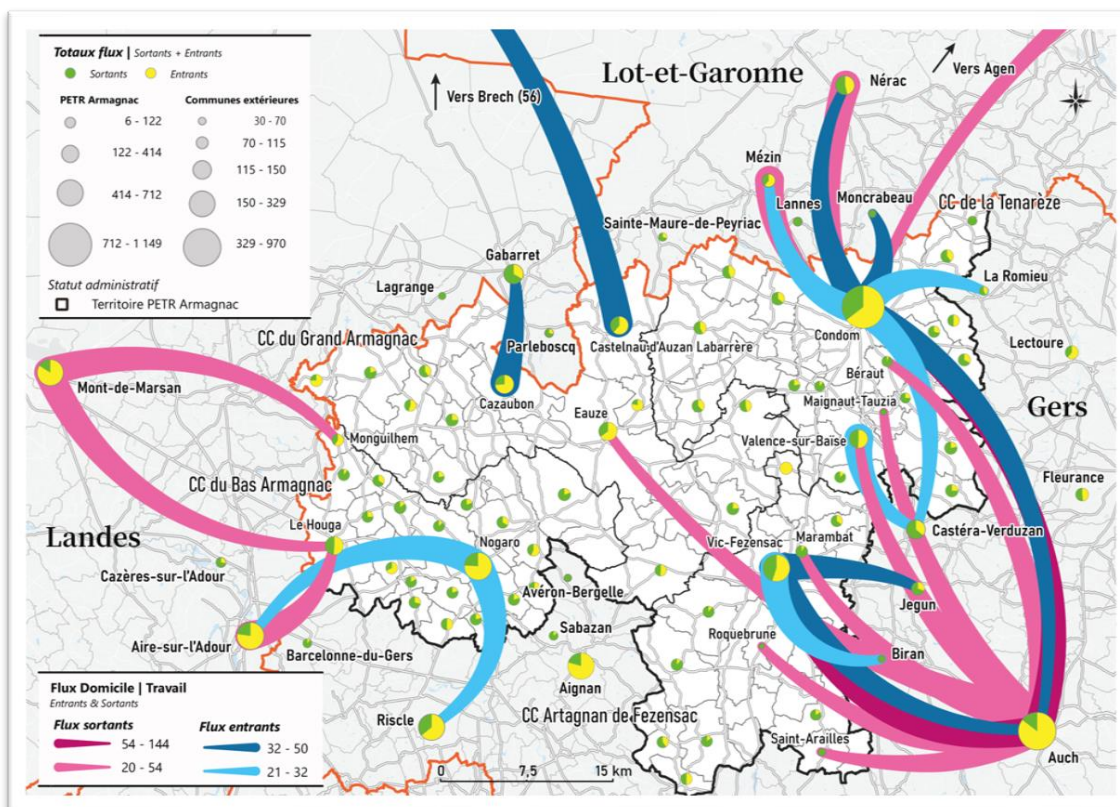 Totaux flux | Sortants + Entrants
Sortants Entrants
PETR Armagnac Communes extérieures
6 - 122 30 - 70
122 - 414 70 - 115
115 - 150
414 - 712 150 - 329
712 - 1 149 329 - 970
Statut administratif
Territoire PETR Armagnac
Lot-et-Garonne
Vers Brech (56)
Vers Agen
Nérac
Mézin
Lannes
Moncrabeau
CC de la Tenarèze
Sainte-Maure-de-Peyriac
Gabarret
La Romieu
Lagrange
Condom
CC du Grand Armagnac
Parleboscq
Castelnaud'Auzan Labarrère
Lectoure
Mont-de-Marsan
Béraut
Cazaubon
Maignaut-Tauzia
Gers
Eauze
Monguilhem
Valence-sur-Baïse
Fleurance
CC du Bas Armagnac
Le Houga
Landes
Castéra-Verduzan
Nogaro
Vic-Fezensac
Marambat
Cazères-sur-l'Adour
Avéron-Bergelle
Jegun
Sabazan
Roquebrune
Aire-sur-l'Adour
Barcelonne-du-Gers
Biran
Aignan
Flux Domicile | Travail
Entrants & Sortants
Flux sortants Flux entrants
54 - 144 32 - 50
20 - 54 21 - 32
Riscle
CC Artagnan de Fezensac
Saint-Arailles
Auch
0 7,5 15 km